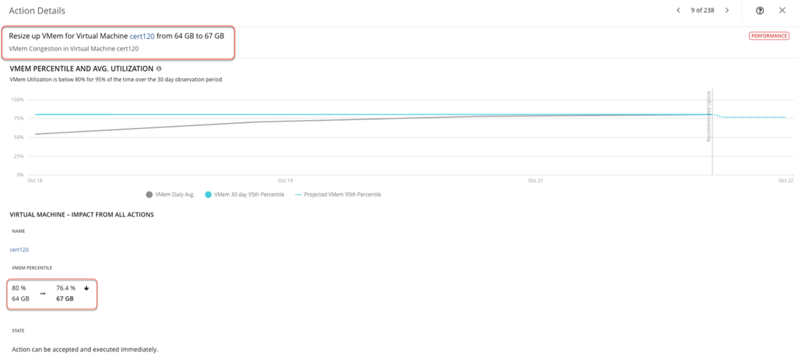 Action Details
9 of 238
Resize up VMem for Virtual Machine cert120 from 64 GB to 67 GB
PERFORMANCE
VMem Congestion in Virtual Machine cert120
VMEM PERCENTILE AND AVG. UTILIZATION
VMem Utilization is below 80% for 95% of the time over the 30 day observation period
100%
75%
50%
25%
0%
Oct 18
Oct 19
Oct 21
Oct 22
VMem Daily Avg
VMem 30 day 95th Percentile
Projected VMem 95th Percentile
VIRTUAL MACHINE – IMPACT FROM ALL ACTIONS
NAME
cert120
VMEM PERCENTILE
80 % → 76.4 %
64 GB 67 GB
STATE
Action can be accepted and executed immediately.